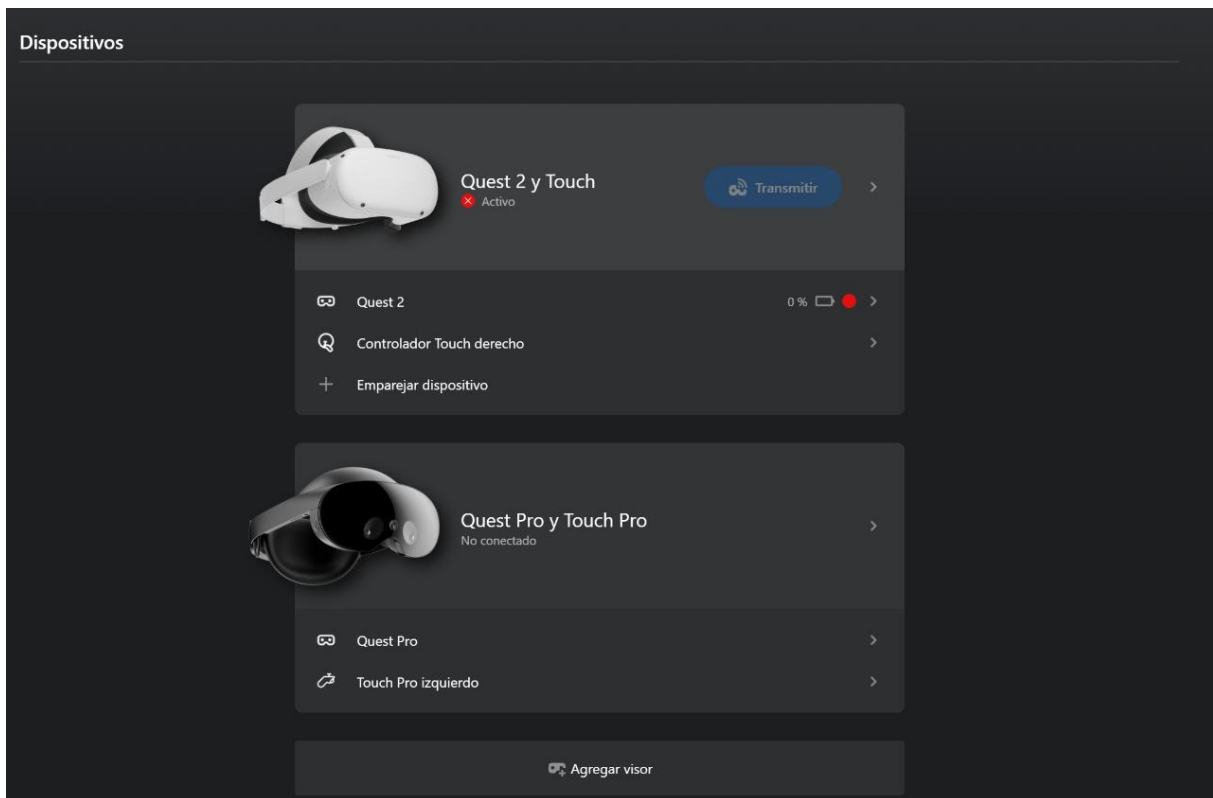 Dispositivos
Quest 2 y Touch
Transmitir
Activo
Quest 2
0 %
Controlador Touch derecho
Emparejar dispositivo
Quest Pro y Touch Pro
No conectado
Quest Pro
Touch Pro izquierdo
Agregar visor